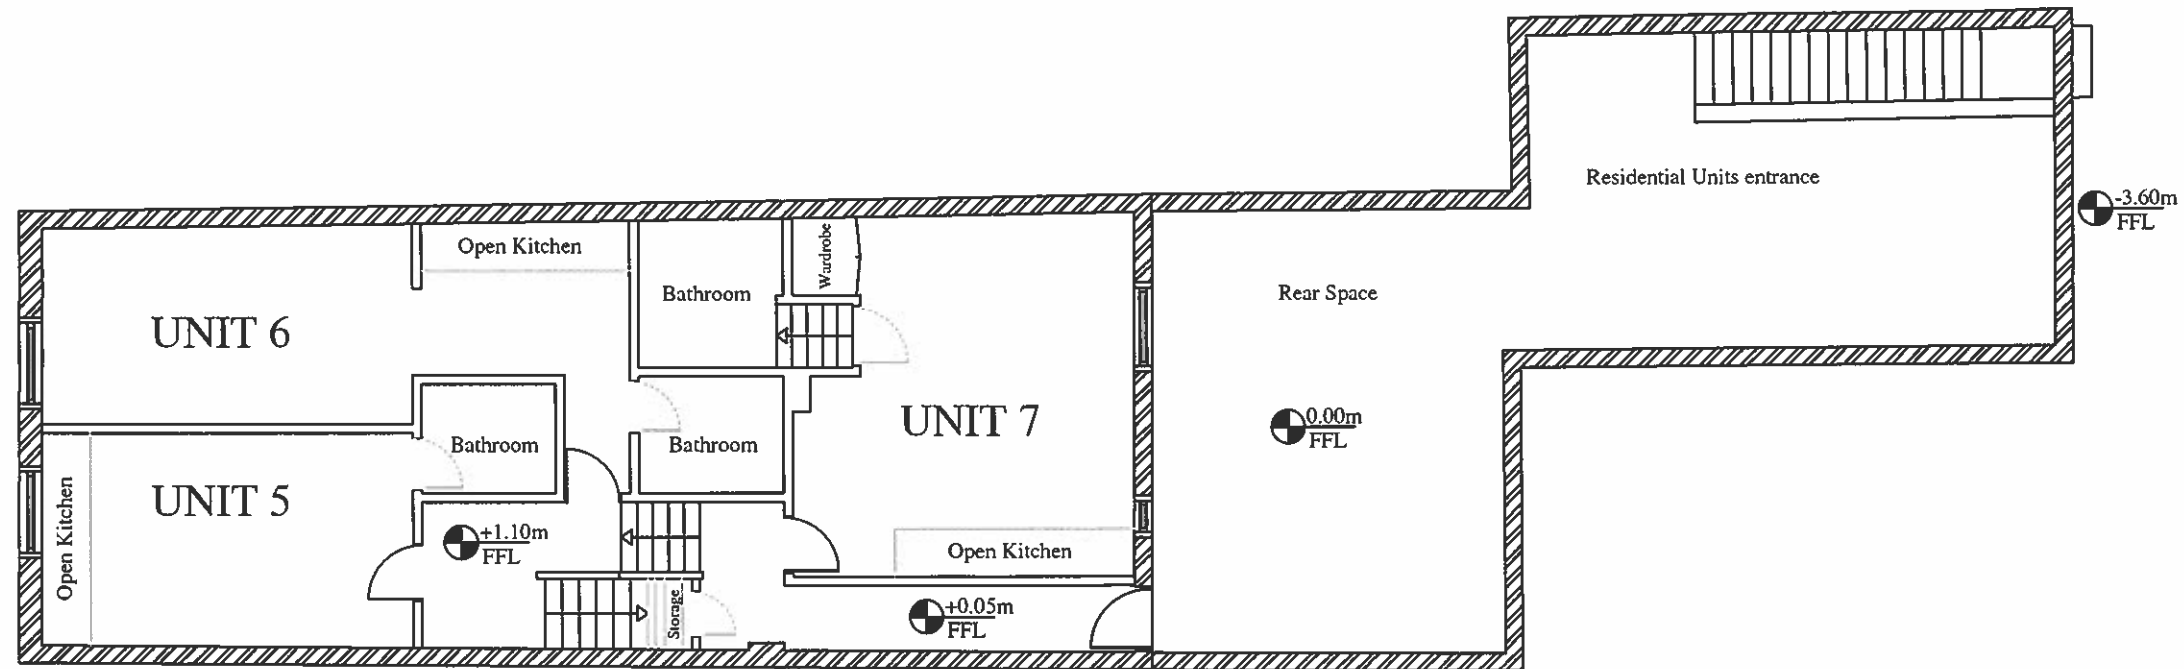 Residential Units entrance
-3.60m
FFL
Open Kitchen
Wardrobe
Bathroom
Rear Space
UNIT 6
UNIT 7
0.00m
FFL
Bathroom
Bathroom
UNIT 5
Open Kitchen
+1.10m
FFL
Open Kitchen
Storage
+0.05m
FFL